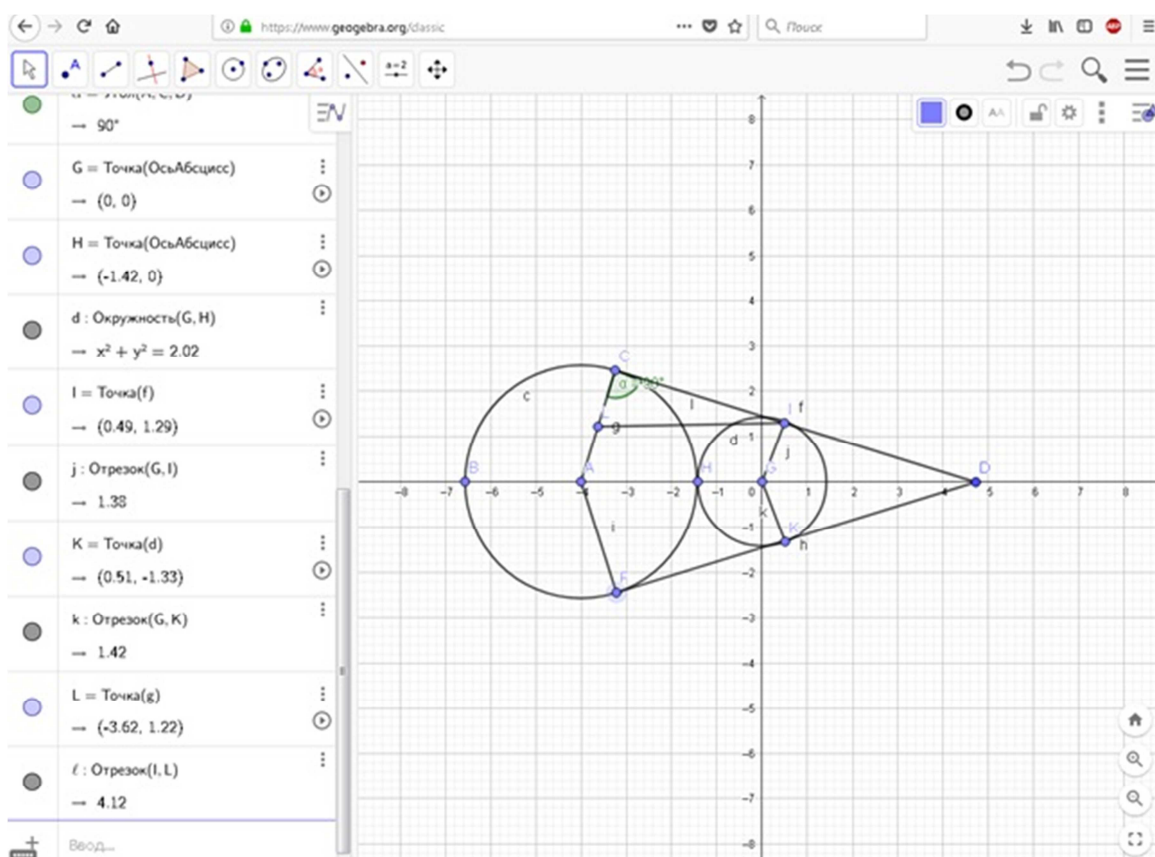 https://www.geogebra.org/classic
Поиск
ABP
A
a=2
→ 90°
G = Точка(ОсьАбсцисс)
→ (0, 0)
H = Точка(ОсьАбсцисс)
→ (-1.42, 0)
d : Окружность(G, H)
→ x² + y² = 2.02
I = Точка(f)
→ (0.49, 1.29)
j : Отрезок(G, I)
→ 1.38
K = Точка(d)
→ (0.51, -1.33)
k : Отрезок(G, K)
→ 1.42
L = Точка(g)
→ (-3.62, 1.22)
ℓ : Отрезок(I, L)
→ 4.12
Ввод...
AA
8
7
6
5
4
3
2
1
-1
-2
-3
-4
-5
-6
-7
-8
-8 -7 -6 -5 -4 -3 -2 -1 0 1 2 3 4 5 6 7 8
C
c
α
l
I f
g
d
j
B
A
H
G
D
k
i
K
h